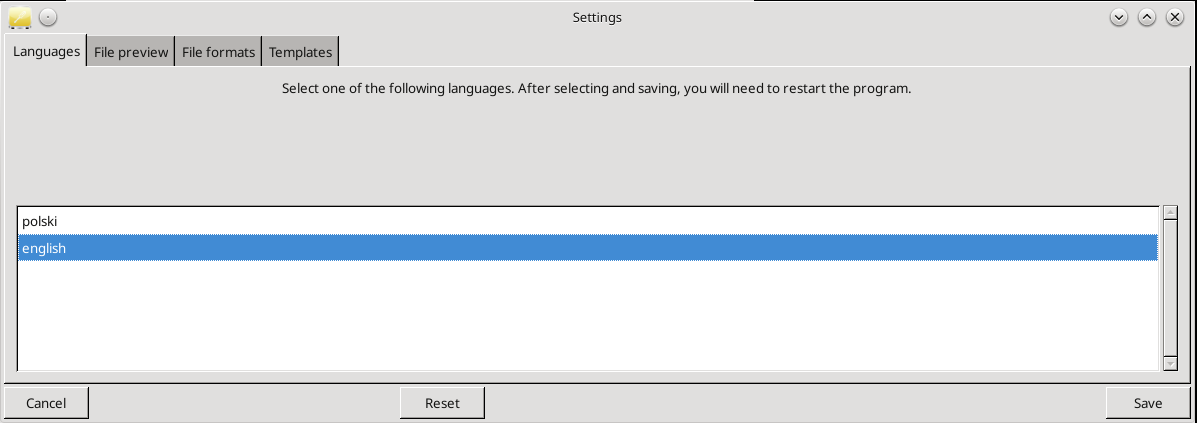 Settings
Languages File preview File formats Templates
Select one of the following languages. After selecting and saving, you will need to restart the program.
polski
english
Cancel Reset Save